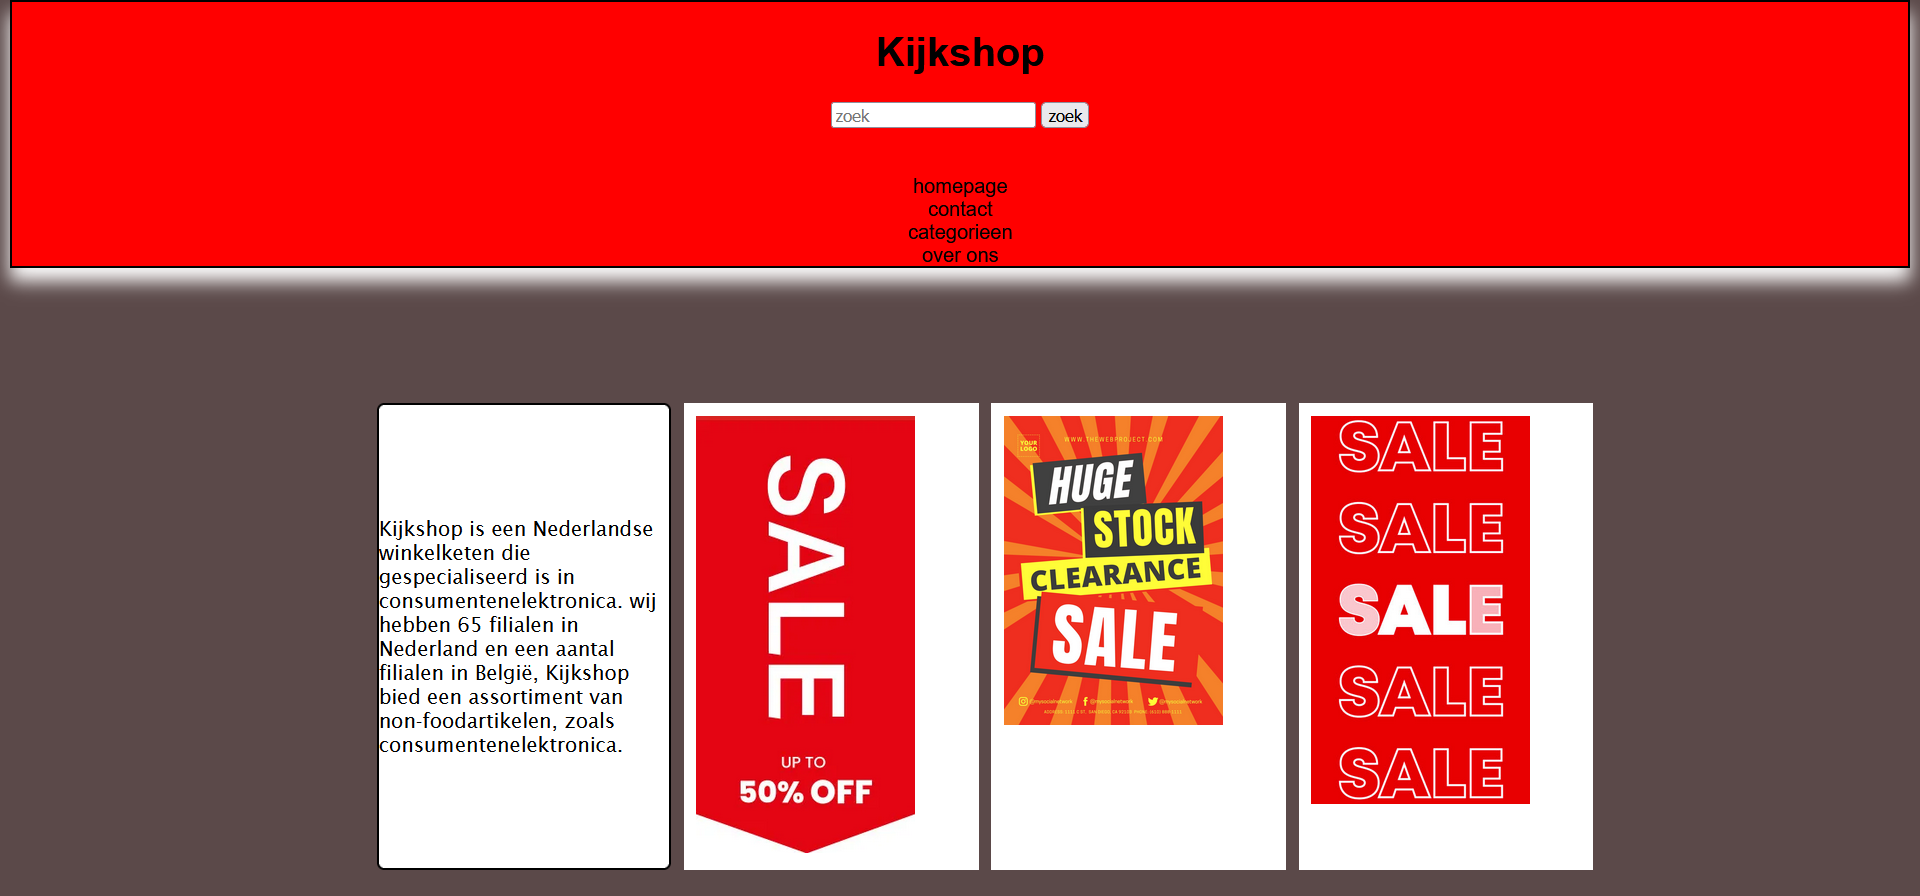 Kijkshop
zoek zoek
homepage
contact
categorieen
over ons
Kijkshop is een Nederlandse
winkelketen die
gespecialiseerd is in
consumentenelektronica. wij
hebben 65 filialen in
Nederland en een aantal
filialen in België, Kijkshop
bied een assortiment van
non-foodartikelen, zoals
consumentenelektronica.
SALE
UP TO
50% OFF
YOUR
LOGO
WWW.THEWEBPROJECT.COM
HUGE
STOCK
CLEARANCE
SALE
@mysocialnetwork @mysocialnetwork @mysocialnetwork
SALE
SALE
SALE
SALE
SALE